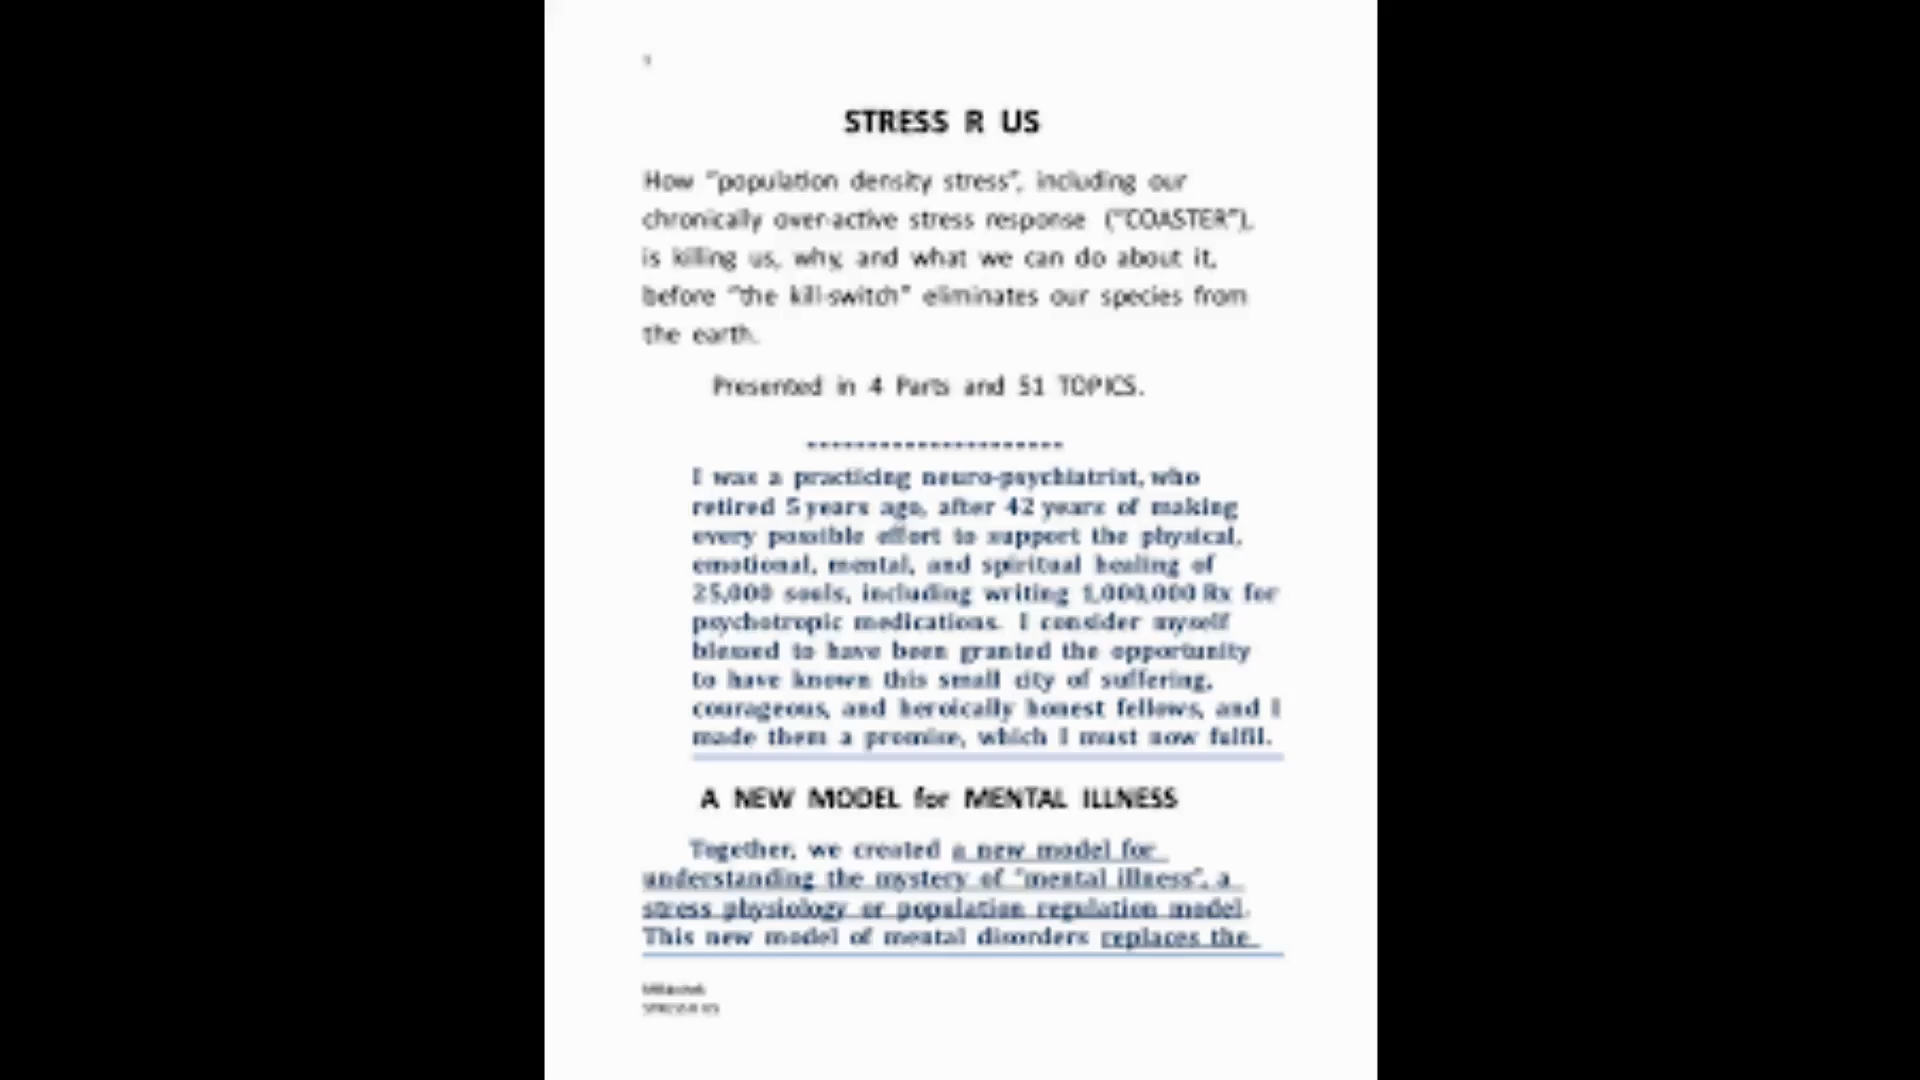 STRESS R US
How "population density stress", including our
chronically over-active stress response ("COASTER"),
is killing us, why, and what we can do about it,
before "the kill-switch" eliminates our species from
the earth.
Presented in 4 Parts and 51 TOPICS.
---------------------
I was a practicing neuro-psychiatrist, who
retired 5 years ago, after 42 years of making
every possible effort to support the physical,
emotional, mental, and spiritual healing of
25,000 souls, including writing 1,000,000 Rx for
psychotropic medications. I consider myself
blessed to have been granted the opportunity
to have known this small city of suffering,
courageous, and heroically honest fellows, and I
made them a promise, which I must now fulfil.
A NEW MODEL for MENTAL ILLNESS
Together, we created a new model for
understanding the mystery of "mental illness", a
stress physiology or population regulation model.
This new model of mental disorders replaces the
STRESS R US